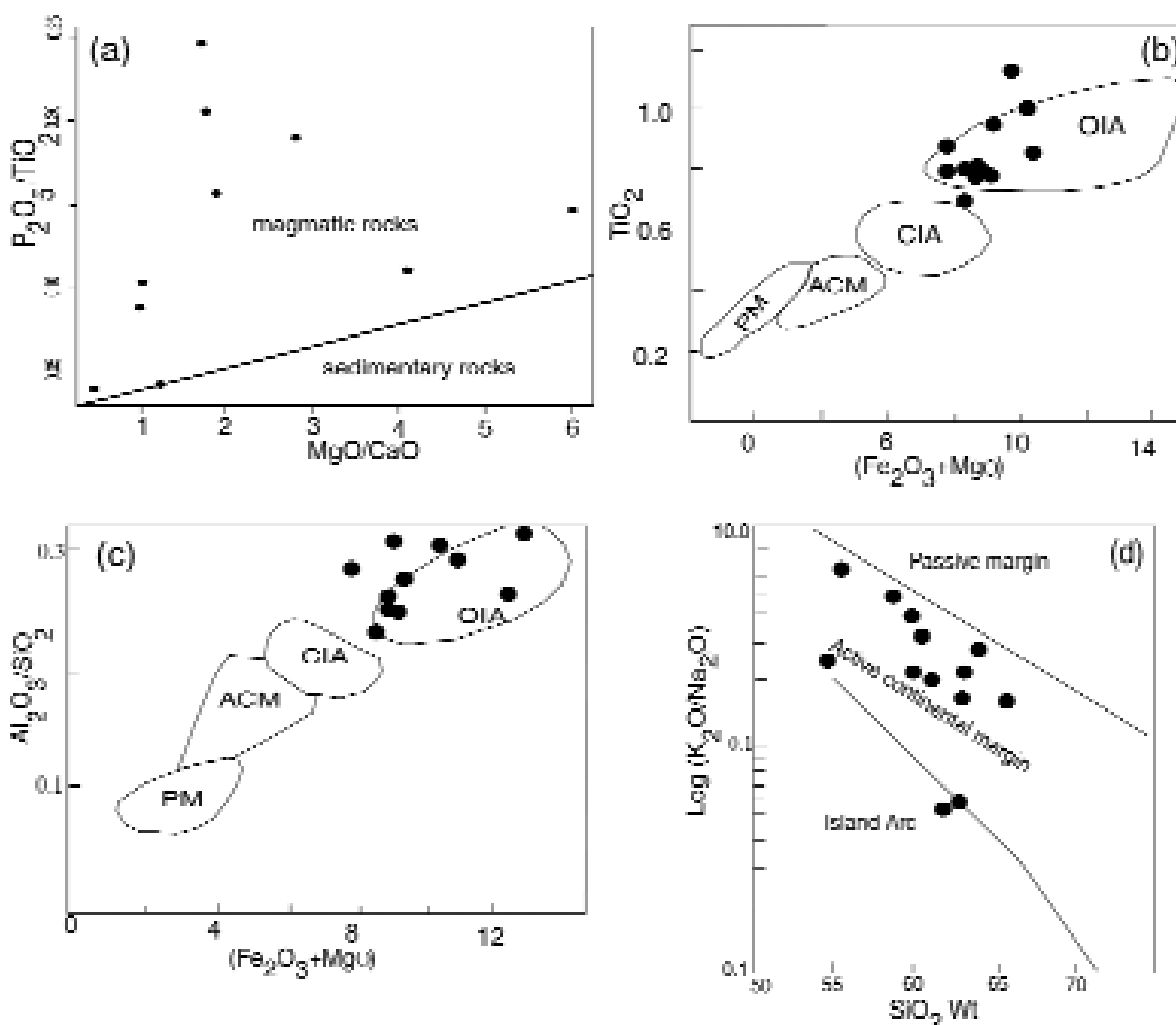 (a)
P2O5/TiO2
magmatic rocks
sedimentary rocks
1 2 3 4 5 6
MgO/CaO
(b)
TiO2
1.0
0.6
0.2
OIA
CIA
ACM
PM
0 6 10 14
(Fe2O3+MgO)
(c)
Al2O3/SiO2
0.3
0.1
OIA
CIA
ACM
PM
0 4 8 12
(Fe2O3+MgO)
(d)
Log (K2O/Na2O)
10.0
0.1
0.1
Passive margin
Active continental margin
Island Arc
50 55 60 65 70
SiO2 Wt